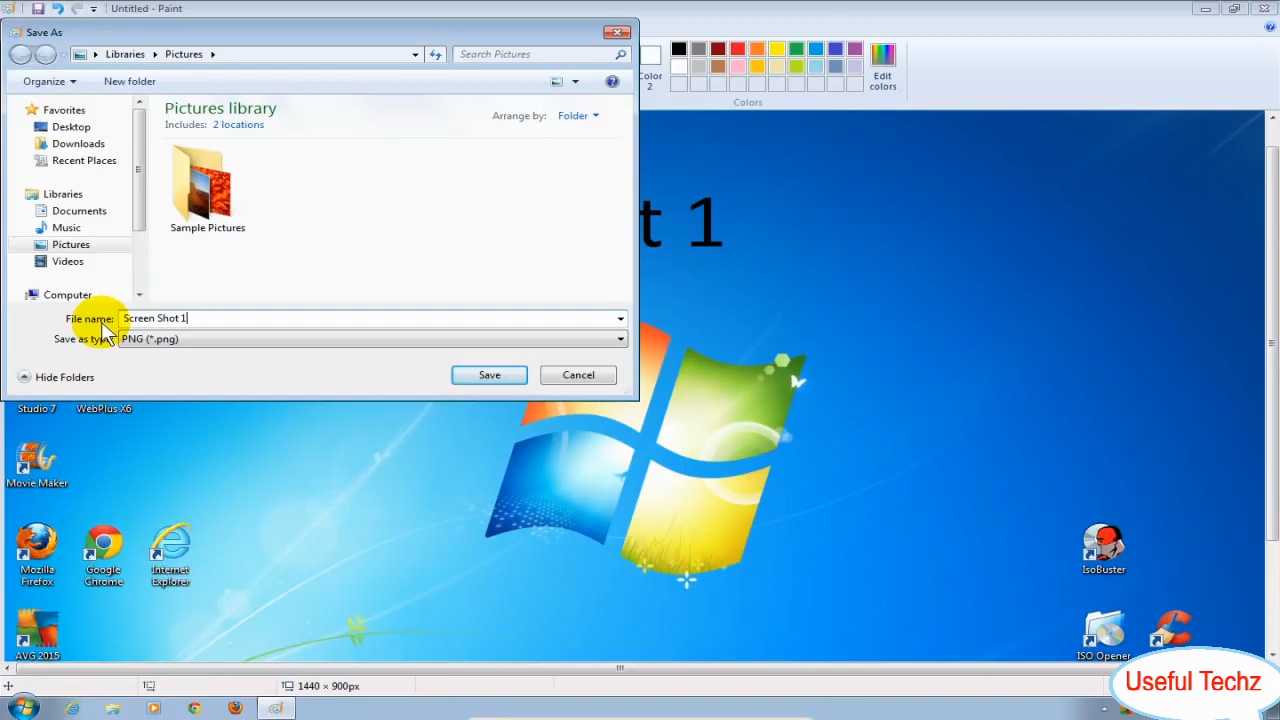 Untitled - Paint
Save As
Libraries
Pictures
Search Pictures
Organize
New folder
Color
2
Edit
colors
Colors
Favorites
Desktop
Downloads
Recent Places
Libraries
Documents
Music
Pictures
Videos
Computer
Pictures library
Includes: 2 locations
Arrange by: Folder
Sample Pictures
t 1
File name: Screen Shot 1
Save as type: PNG (*.png)
Hide Folders
Save
Cancel
Studio 7
WebPlus X6
Movie Maker
Mozilla
Firefox
Google
Chrome
Internet
Explorer
AVG 2015
IsoBuster
ISO Opener
1440 × 900px
Useful Techz